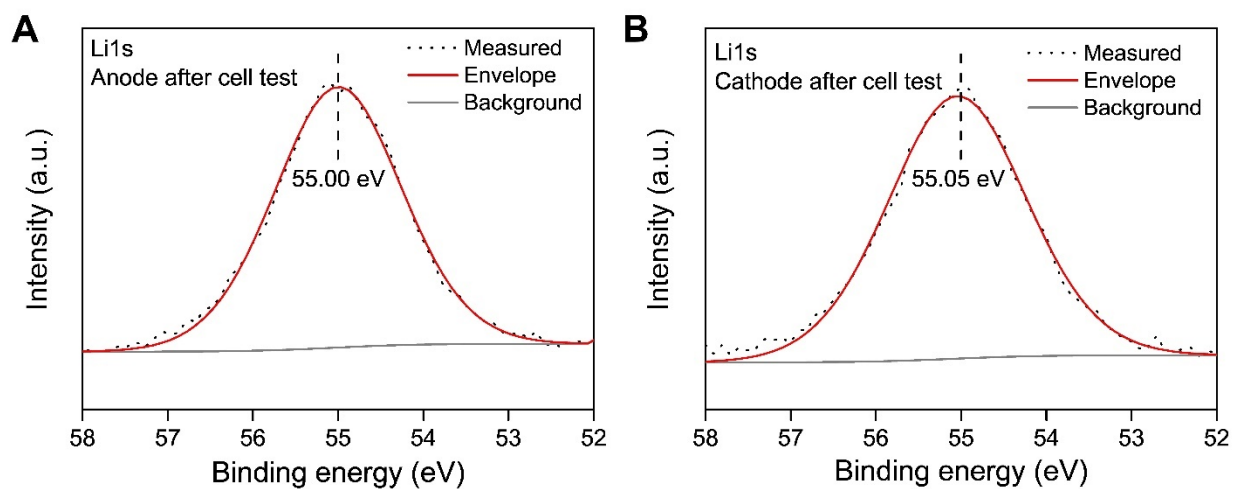 A
Li1s
Anode after cell test
Measured
Envelope
Background
55.00 eV
Intensity (a.u.)
58 57 56 55 54 53 52
Binding energy (eV)
B
Li1s
Cathode after cell test
Measured
Envelope
Background
55.05 eV
Intensity (a.u.)
58 57 56 55 54 53 52
Binding energy (eV)